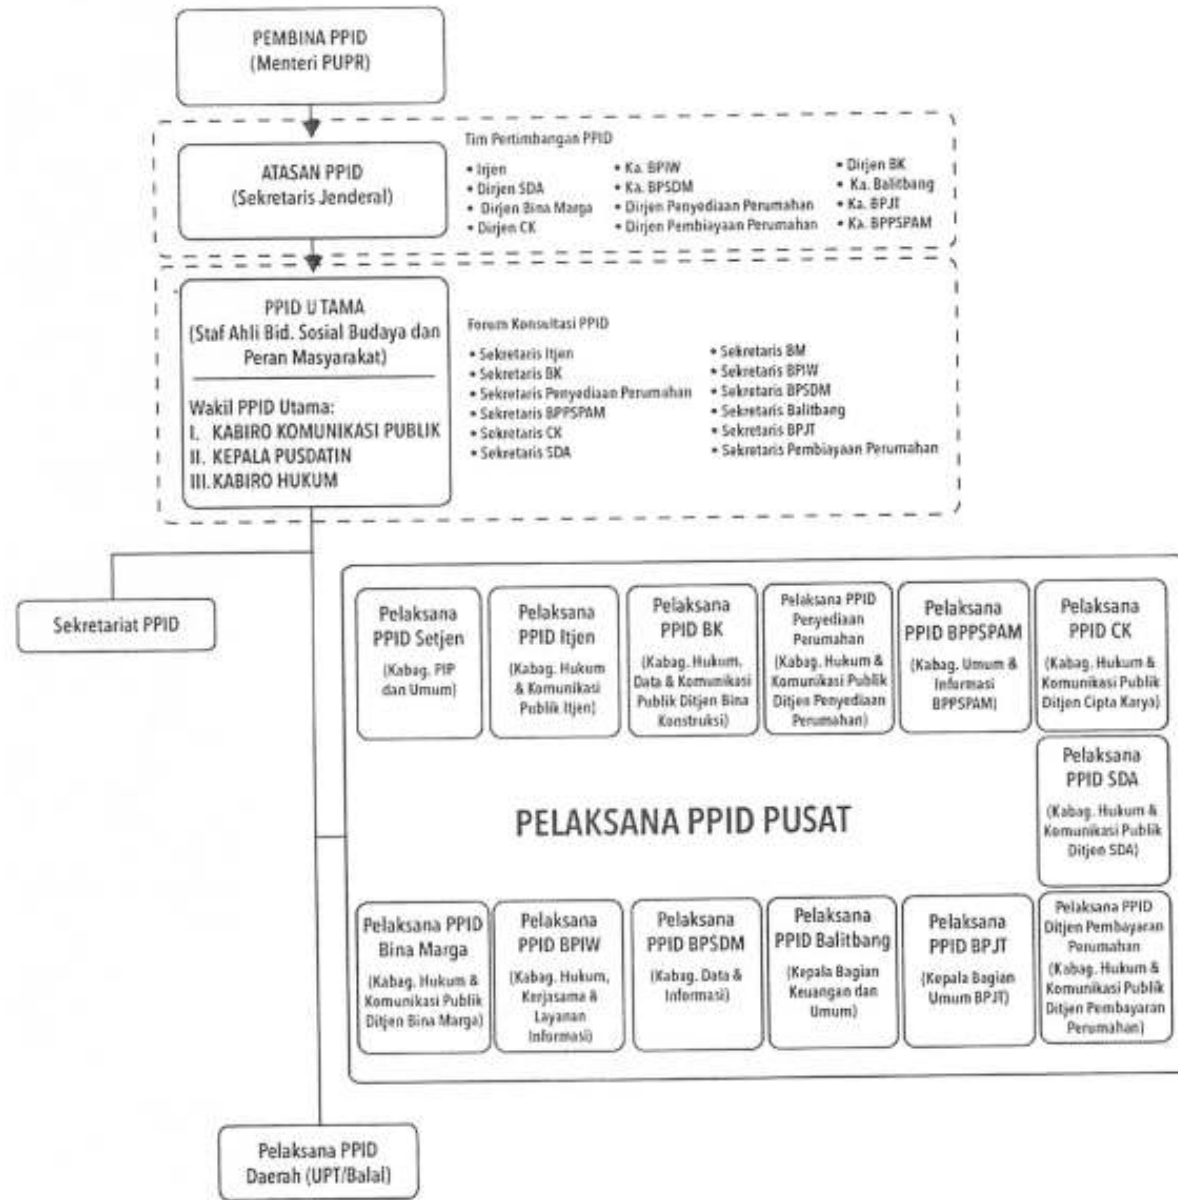 PEMBINA PPID
(Menteri PUPR)
ATASAN PPID
(Sekretaris Jenderal)
Tim Pertimbangan PPID
• Irjen
• Dirjen SDA
• Dirjen Bina Marga
• Dirjen CK
• Ka. BPIW
• Ka. BPSDM
• Dirjen Penyediaan Perumahan
• Dirjen Pembiayaan Perumahan
• Dirjen BK
• Ka. Balitbang
• Ka. BPJT
• Ka. BPPSPAM
PPID UTAMA
(Staf Ahli Bid. Sosial Budaya dan
Peran Masyarakat)
Wakil PPID Utama:
I. KABIRO KOMUNIKASI PUBLIK
II. KEPALA PUSDATIN
III. KABIRO HUKUM
Forum Konsultasi PPID
• Sekretaris Itjen
• Sekretaris BK
• Sekretaris Penyediaan Perumahan
• Sekretaris BPPSPAM
• Sekretaris CK
• Sekretaris SDA
• Sekretaris BM
• Sekretaris BPIW
• Sekretaris BPSDM
• Sekretaris Balitbang
• Sekretaris BPJT
• Sekretaris Pembiayaan Perumahan
Sekretariat PPID
Pelaksana
PPID Setjen
(Kabag. PIP
dan Umum)
Pelaksana
PPID Itjen
(Kabag. Hukum
& Komunikasi
Publik Itjen)
Pelaksana
PPID BK
(Kabag. Hukum,
Data & Komunikasi
Publik Ditjen Bina
Konstruksi)
Pelaksana PPID
Penyediaan
Perumahan
(Kabag. Hukum &
Komunikasi Publik
Ditjen Penyediaan
Perumahan)
Pelaksana
PPID BPPSPAM
(Kabag. Umum &
Informasi
BPPSPAM)
Pelaksana
PPID CK
(Kabag. Hukum &
Komunikasi Publik
Ditjen Cipta Karya)
Pelaksana
PPID SDA
(Kabag. Hukum &
Komunikasi Publik
Ditjen SDA)
PELAKSANA PPID PUSAT
Pelaksana PPID
Bina Marga
(Kabag. Hukum &
Komunikasi Publik
Ditjen Bina Marga)
Pelaksana
PPID BPIW
(Kabag. Hukum,
Kerjasama &
Layanan
Informasi)
Pelaksana
PPID BPSDM
(Kabag. Data &
Informasi)
Pelaksana
PPID Balitbang
(Kepala Bagian
Keuangan dan
Umum)
Pelaksana
PPID BPJT
(Kepala Bagian
Umum BPJT)
Pelaksana PPID
Ditjen Pembayaran
Perumahan
(Kabag. Hukum &
Komunikasi Publik
Ditjen Pembayaran
Perumahan)
Pelaksana PPID
Daerah (UPT/Balal)